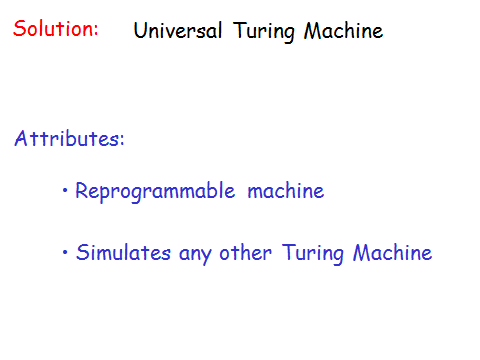 Solution: Universal Turing Machine
Attributes:
• Reprogrammable machine
• Simulates any other Turing Machine